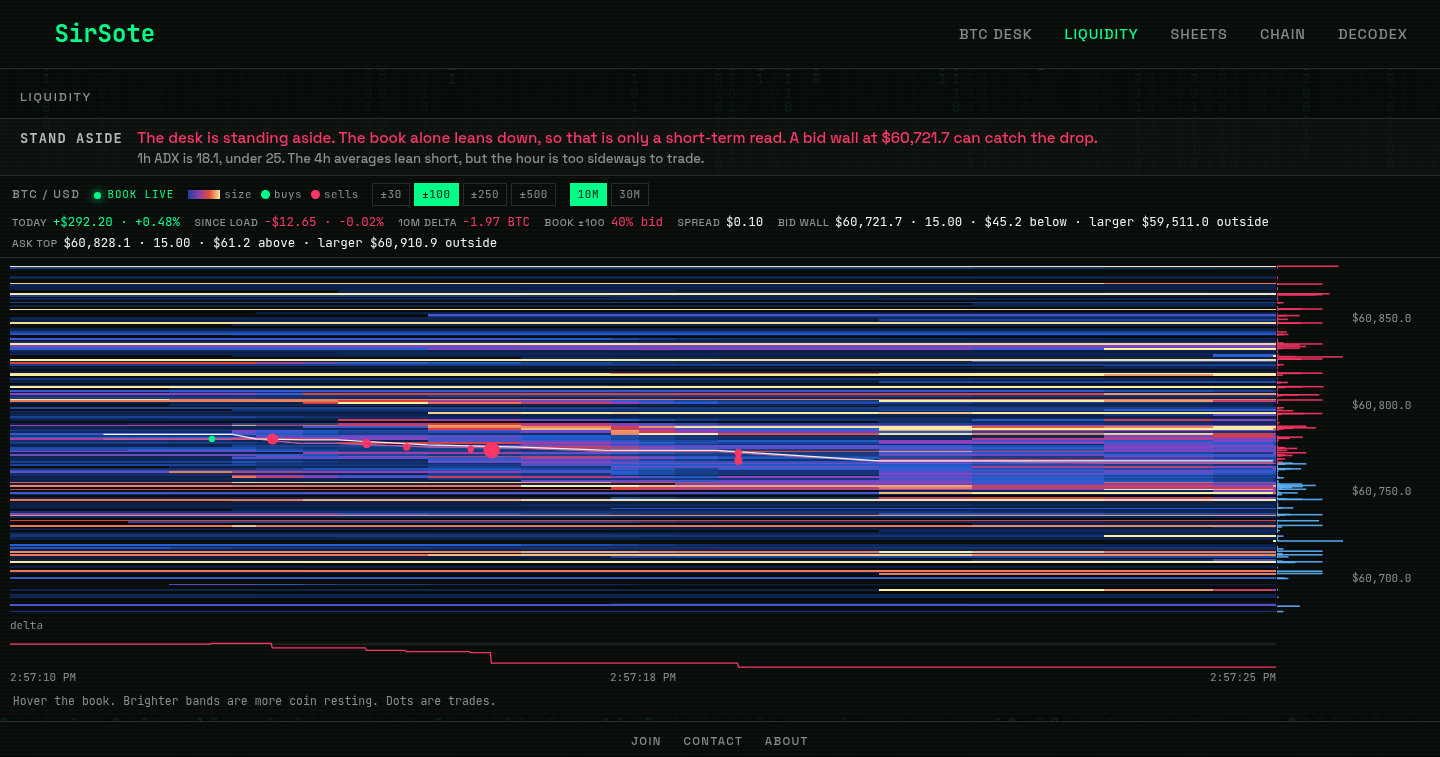 SirSote
BTC DESK LIQUIDITY SHEETS CHAIN DECODEX
LIQUIDITY
STAND ASIDE The desk is standing aside. The book alone leans down, so that is only a short-term read. A bid wall at $60,721.7 can catch the drop.
1h ADX is 18.1, under 25. The 4h averages lean short, but the hour is too sideways to trade.
BTC / USD BOOK LIVE size buys sells ±30 ±100 ±250 ±500 10M 30M
TODAY +$292.20 · +0.48% SINCE LOAD -$12.65 · -0.02% 10M DELTA -1.97 BTC BOOK ±100 40% bid SPREAD $0.10 BID WALL $60,721.7 · 15.00 · $45.2 below · larger $59,511.0 outside
ASK TOP $60,828.1 · 15.00 · $61.2 above · larger $60,910.9 outside
$60,850.0
$60,800.0
$60,750.0
$60,700.0
delta
2:57:10 PM 2:57:18 PM 2:57:25 PM
Hover the book. Brighter bands are more coin resting. Dots are trades.
JOIN CONTACT ABOUT